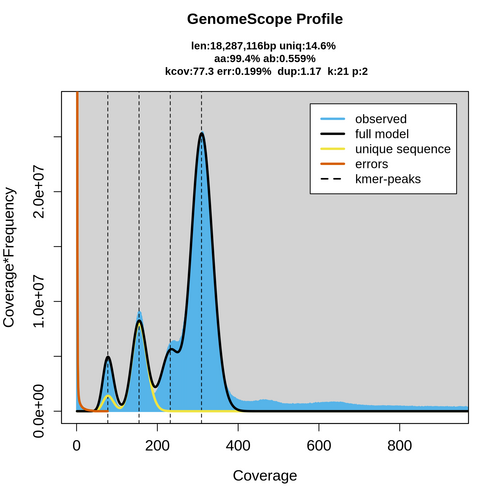 GenomeScope Profile
len:18,287,116bp uniq:14.6%
aa:99.4% ab:0.559%
kcov:77.3 err:0.199% dup:1.17 k:21 p:2
observed
full model
unique sequence
errors
kmer-peaks
Coverage*Frequency
2.0e+07
1.0e+07
0.0e+00
0 200 400 600 800
Coverage